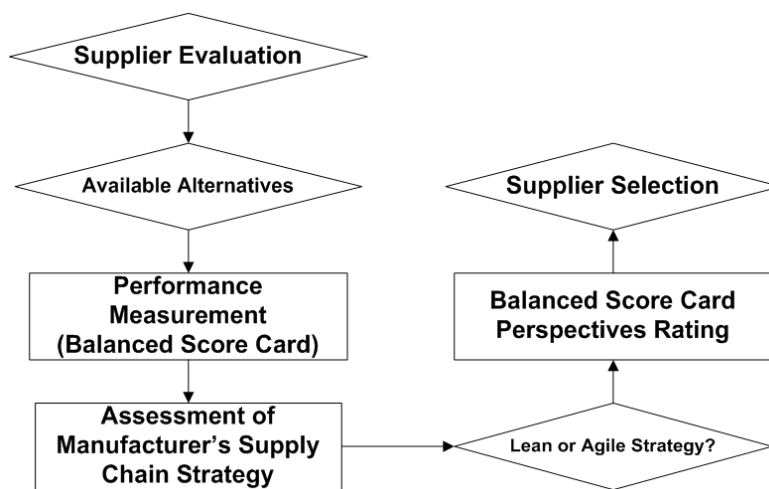 Supplier Evaluation
Available Alternatives
Performance
Measurement
(Balanced Score Card)
Assessment of
Manufacturer's Supply
Chain Strategy
Lean or Agile Strategy?
Balanced Score Card
Perspectives Rating
Supplier Selection